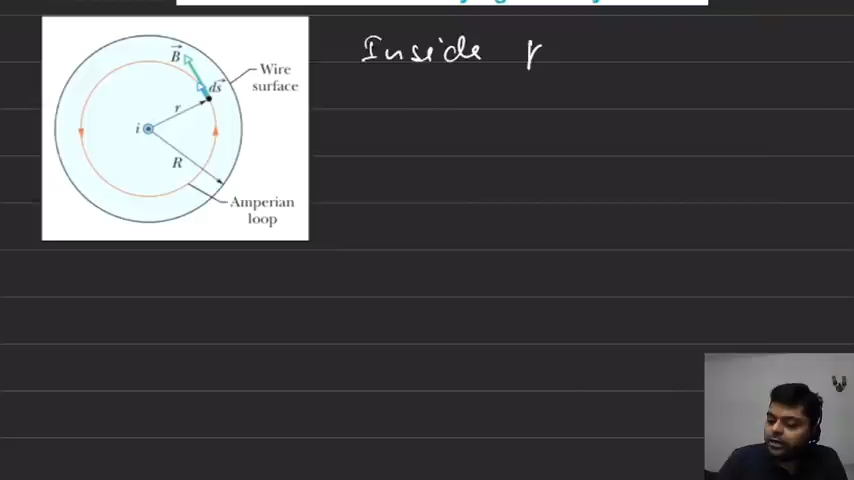 Inside r
B
ds
Wire
surface
r
i
R
Amperian
loop